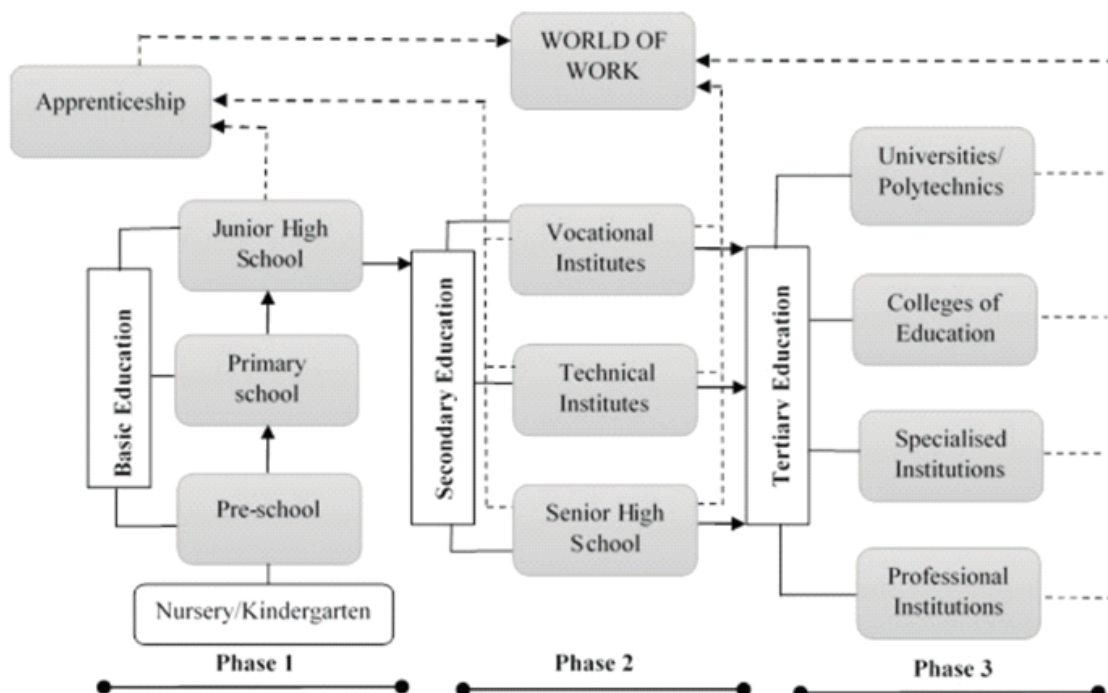 WORLD OF
WORK
Apprenticeship
Universities/
Polytechnics
Junior High
School
Vocational
Institutes
Colleges of
Education
Primary
school
Technical
Institutes
Specialised
Institutions
Pre-school
Senior High
School
Professional
Institutions
Nursery/Kindergarten
Basic Education
Secondary Education
Tertiary Education
Phase 1
Phase 2
Phase 3